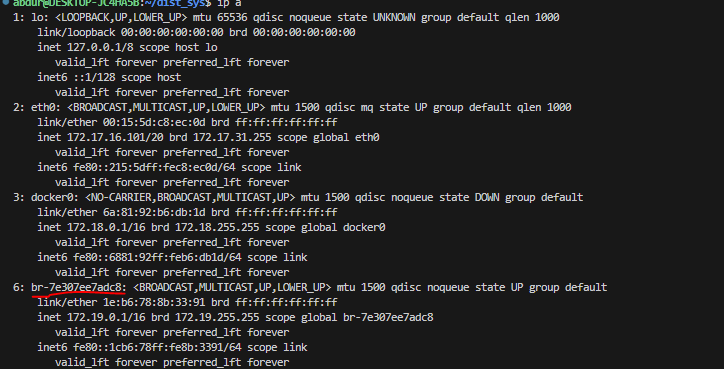 abdur@DESKTOP-JC4HA5B:~/dist_sys$ ip a
1: lo: <LOOPBACK,UP,LOWER_UP> mtu 65536 qdisc noqueue state UNKNOWN group default qlen 1000
link/loopback 00:00:00:00:00:00 brd 00:00:00:00:00:00
inet 127.0.0.1/8 scope host lo
valid_lft forever preferred_lft forever
inet6 ::1/128 scope host
valid_lft forever preferred_lft forever
2: eth0: <BROADCAST,MULTICAST,UP,LOWER_UP> mtu 1500 qdisc mq state UP group default qlen 1000
link/ether 00:15:5d:c8:ec:0d brd ff:ff:ff:ff:ff:ff
inet 172.17.16.101/20 brd 172.17.31.255 scope global eth0
valid_lft forever preferred_lft forever
inet6 fe80::215:5dff:fec8:ec0d/64 scope link
valid_lft forever preferred_lft forever
3: docker0: <NO-CARRIER,BROADCAST,MULTICAST,UP> mtu 1500 qdisc noqueue state DOWN group default
link/ether 6a:81:92:b6:db:1d brd ff:ff:ff:ff:ff:ff
inet 172.18.0.1/16 brd 172.18.255.255 scope global docker0
valid_lft forever preferred_lft forever
inet6 fe80::6881:92ff:feb6:db1d/64 scope link
valid_lft forever preferred_lft forever
6: br-7e307ee7adc8: <BROADCAST,MULTICAST,UP,LOWER_UP> mtu 1500 qdisc noqueue state UP group default
link/ether 1e:b6:78:8b:33:91 brd ff:ff:ff:ff:ff:ff
inet 172.19.0.1/16 brd 172.19.255.255 scope global br-7e307ee7adc8
valid_lft forever preferred_lft forever
inet6 fe80::1cb6:78ff:fe8b:3391/64 scope link
valid_lft forever preferred_lft forever